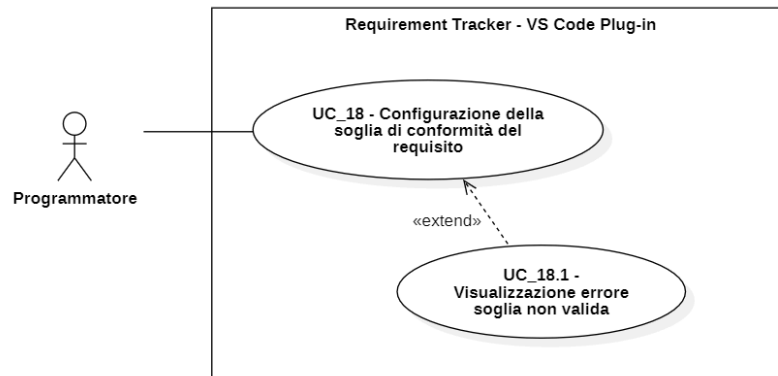 Requirement Tracker - VS Code Plug-in
UC_18 - Configurazione della
soglia di conformità del
requisito
Programmatore
«extend»
UC_18.1 -
Visualizzazione errore
soglia non valida